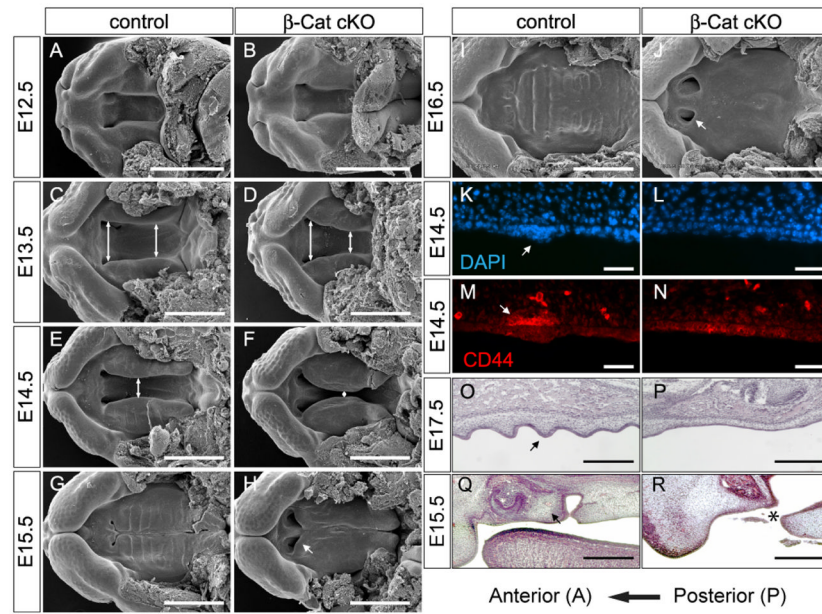 control
β-Cat cKO
control
β-Cat cKO
E12.5
A
B
E16.5
I
J
E13.5
C
D
E14.5
K
L
DAPI
E14.5
M
N
CD44
E14.5
E
F
E17.5
O
P
E15.5
G
H
E15.5
Q
R
*
Anterior (A)
Posterior (P)